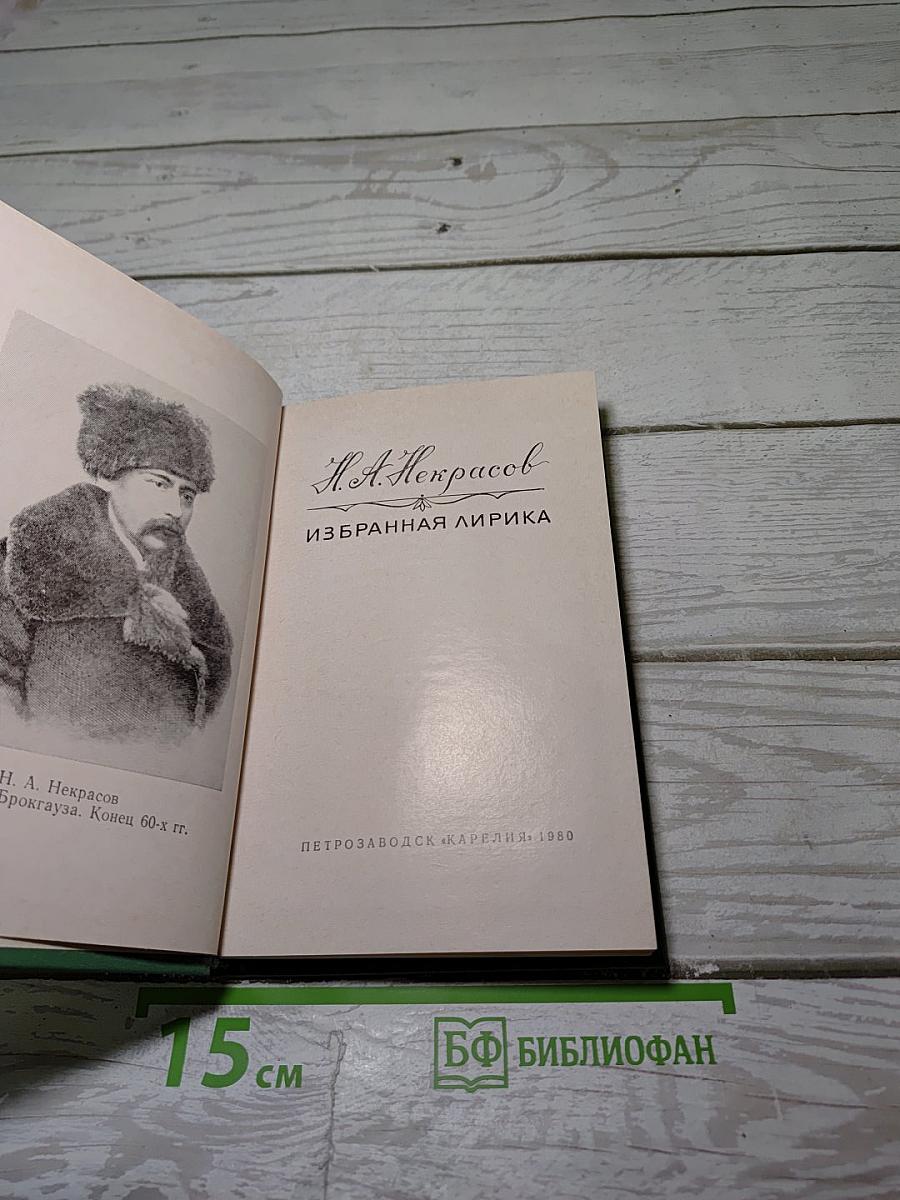 Н. А. Некрасов
Брокгауза. Конец 60-х гг.
Н. А. Некрасов
ИЗБРАННАЯ ЛИРИКА
ПЕТРОЗАВОДСК «КАРЕЛИЯ» 1980
15 см
БФ БИБЛИОФАН